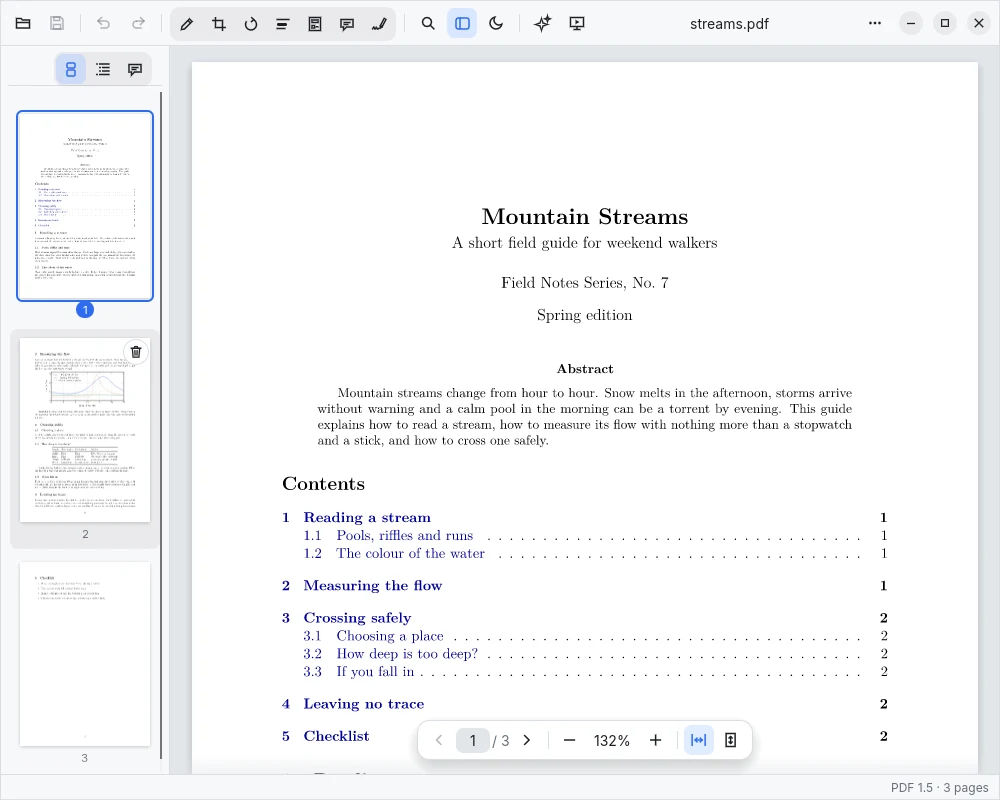 streams.pdf
Mountain Streams
A short field guide for weekend walkers
Field Notes Series, No. 7
Spring edition
Abstract
Mountain streams change from hour to hour. Snow melts in the afternoon, storms arrive
without warning and a calm pool in the morning can be a torrent by evening. This guide
explains how to read a stream, how to measure its flow with nothing more than a stopwatch
and a stick, and how to cross one safely.
Contents
1 Reading a stream 1
1.1 Pools, riffles and runs . . . . . . . . . . . . . . . . . . . . . . . . . . . . . . . . . 1
1.2 The colour of the water . . . . . . . . . . . . . . . . . . . . . . . . . . . . . . . . 1
2 Measuring the flow 1
3 Crossing safely 2
3.1 Choosing a place . . . . . . . . . . . . . . . . . . . . . . . . . . . . . . . . . . . 2
3.2 How deep is too deep? . . . . . . . . . . . . . . . . . . . . . . . . . . . . . . . . . 2
3.3 If you fall in . . . . . . . . . . . . . . . . . . . . . . . . . . . . . . . . . . . . . 2
4 Leaving no trace 2
5 Checklist 2
1
2
3
1 / 3 132%
PDF 1.5 · 3 pages